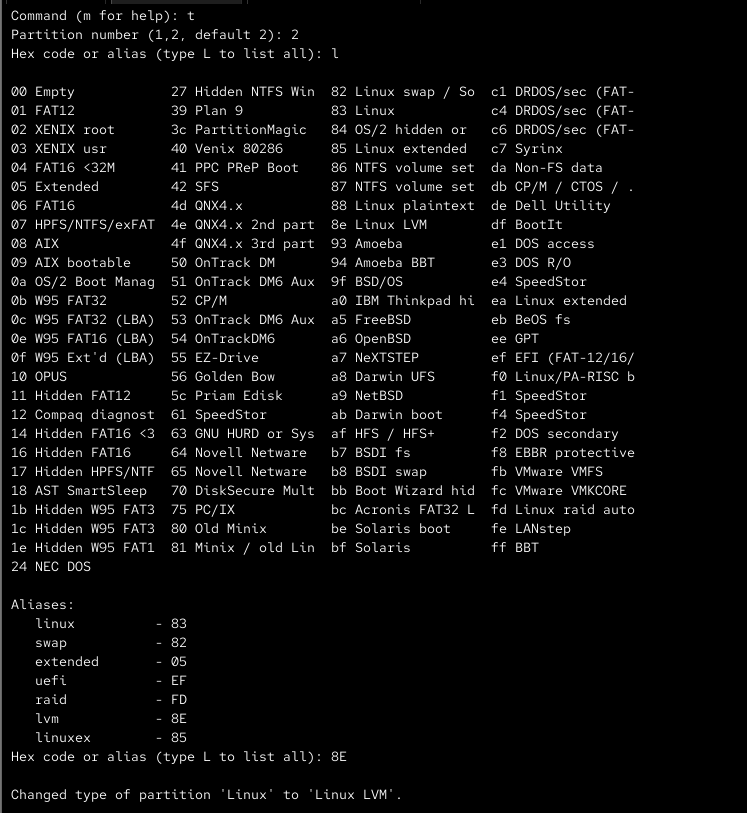 Command (m for help): t
Partition number (1,2, default 2): 2
Hex code or alias (type L to list all): l
00 Empty 27 Hidden NTFS Win 82 Linux swap / So c1 DRDOS/sec (FAT-
01 FAT12 39 Plan 9 83 Linux c4 DRDOS/sec (FAT-
02 XENIX root 3c PartitionMagic 84 OS/2 hidden or c6 DRDOS/sec (FAT-
03 XENIX usr 40 Venix 80286 85 Linux extended c7 Syrinx
04 FAT16 <32M 41 PPC PReP Boot 86 NTFS volume set da Non-FS data
05 Extended 42 SFS 87 NTFS volume set db CP/M / CTOS / .
06 FAT16 4d QNX4.x 88 Linux plaintext de Dell Utility
07 HPFS/NTFS/exFAT 4e QNX4.x 2nd part 8e Linux LVM df BootIt
08 AIX 4f QNX4.x 3rd part 93 Amoeba e1 DOS access
09 AIX bootable 50 OnTrack DM 94 Amoeba BBT e3 DOS R/O
0a OS/2 Boot Manag 51 OnTrack DM6 Aux 9f BSD/OS e4 SpeedStor
0b W95 FAT32 52 CP/M a0 IBM Thinkpad hi ea Linux extended
0c W95 FAT32 (LBA) 53 OnTrack DM6 Aux a5 FreeBSD eb BeOS fs
0e W95 FAT16 (LBA) 54 OnTrackDM6 a6 OpenBSD ee GPT
0f W95 Ext'd (LBA) 55 EZ-Drive a7 NeXTSTEP ef EFI (FAT-12/16/
10 OPUS 56 Golden Bow a8 Darwin UFS f0 Linux/PA-RISC b
11 Hidden FAT12 5c Priam Edisk a9 NetBSD f1 SpeedStor
12 Compaq diagnost 61 SpeedStor ab Darwin boot f4 SpeedStor
14 Hidden FAT16 <3 63 GNU HURD or Sys af HFS / HFS+ f2 DOS secondary
16 Hidden FAT16 64 Novell Netware b7 BSDI fs f8 EBBR protective
17 Hidden HPFS/NTF 65 Novell Netware b8 BSDI swap fb VMware VMFS
18 AST SmartSleep 70 DiskSecure Mult bb Boot Wizard hid fc VMware VMKCORE
1b Hidden W95 FAT3 75 PC/IX bc Acronis FAT32 L fd Linux raid auto
1c Hidden W95 FAT3 80 Old Minix be Solaris boot fe LANstep
1e Hidden W95 FAT1 81 Minix / old Lin bf Solaris ff BBT
24 NEC DOS
Aliases:
linux - 83
swap - 82
extended - 05
uefi - EF
raid - FD
lvm - 8E
linuxex - 85
Hex code or alias (type L to list all): 8E
Changed type of partition 'Linux' to 'Linux LVM'.